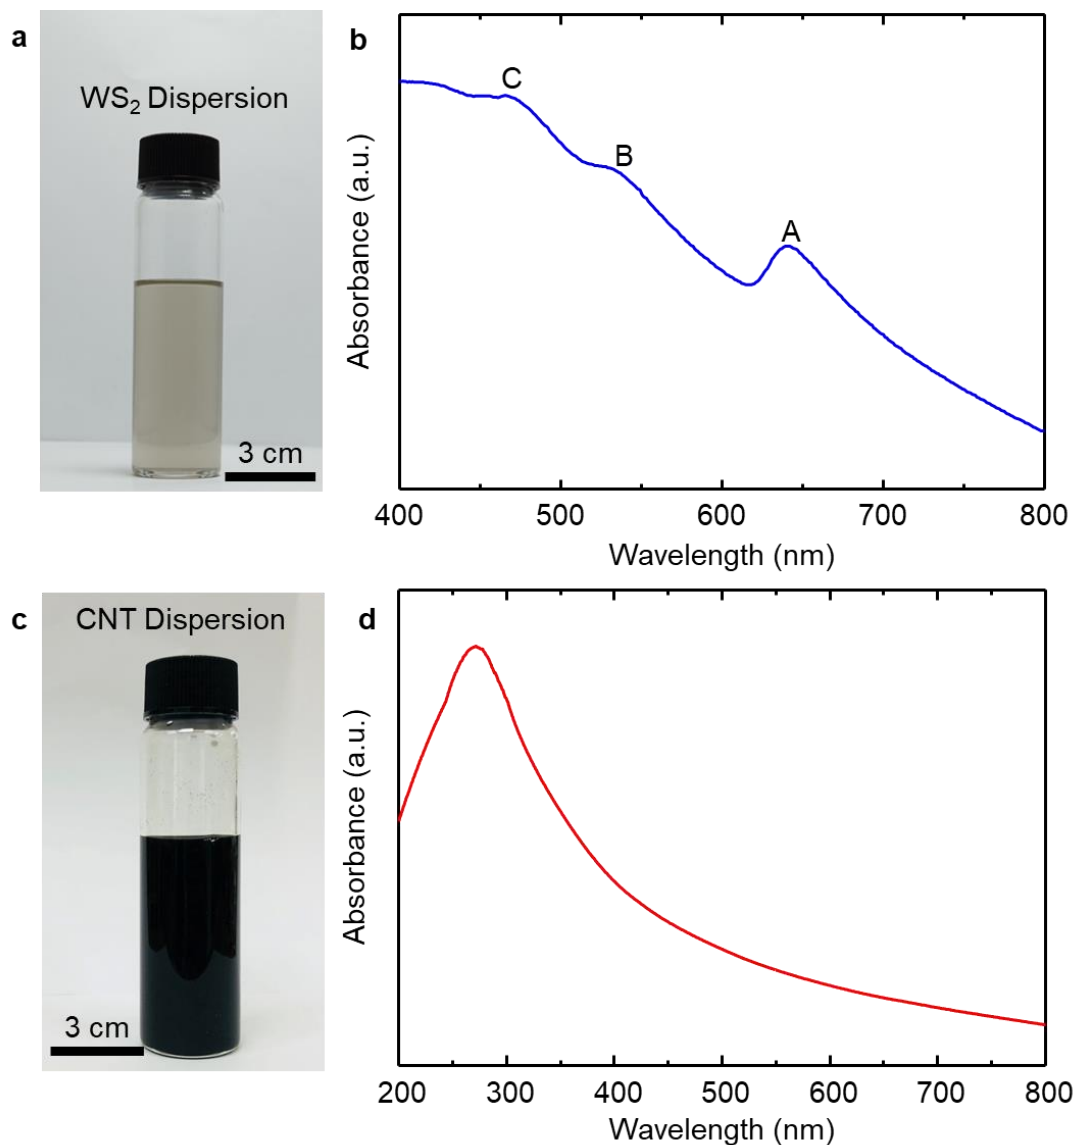 a
WS₂ Dispersion
3 cm
b
C
B
A
Absorbance (a.u.)
400 500 600 700 800
Wavelength (nm)
c
CNT Dispersion
3 cm
d
Absorbance (a.u.)
200 300 400 500 600 700 800
Wavelength (nm)